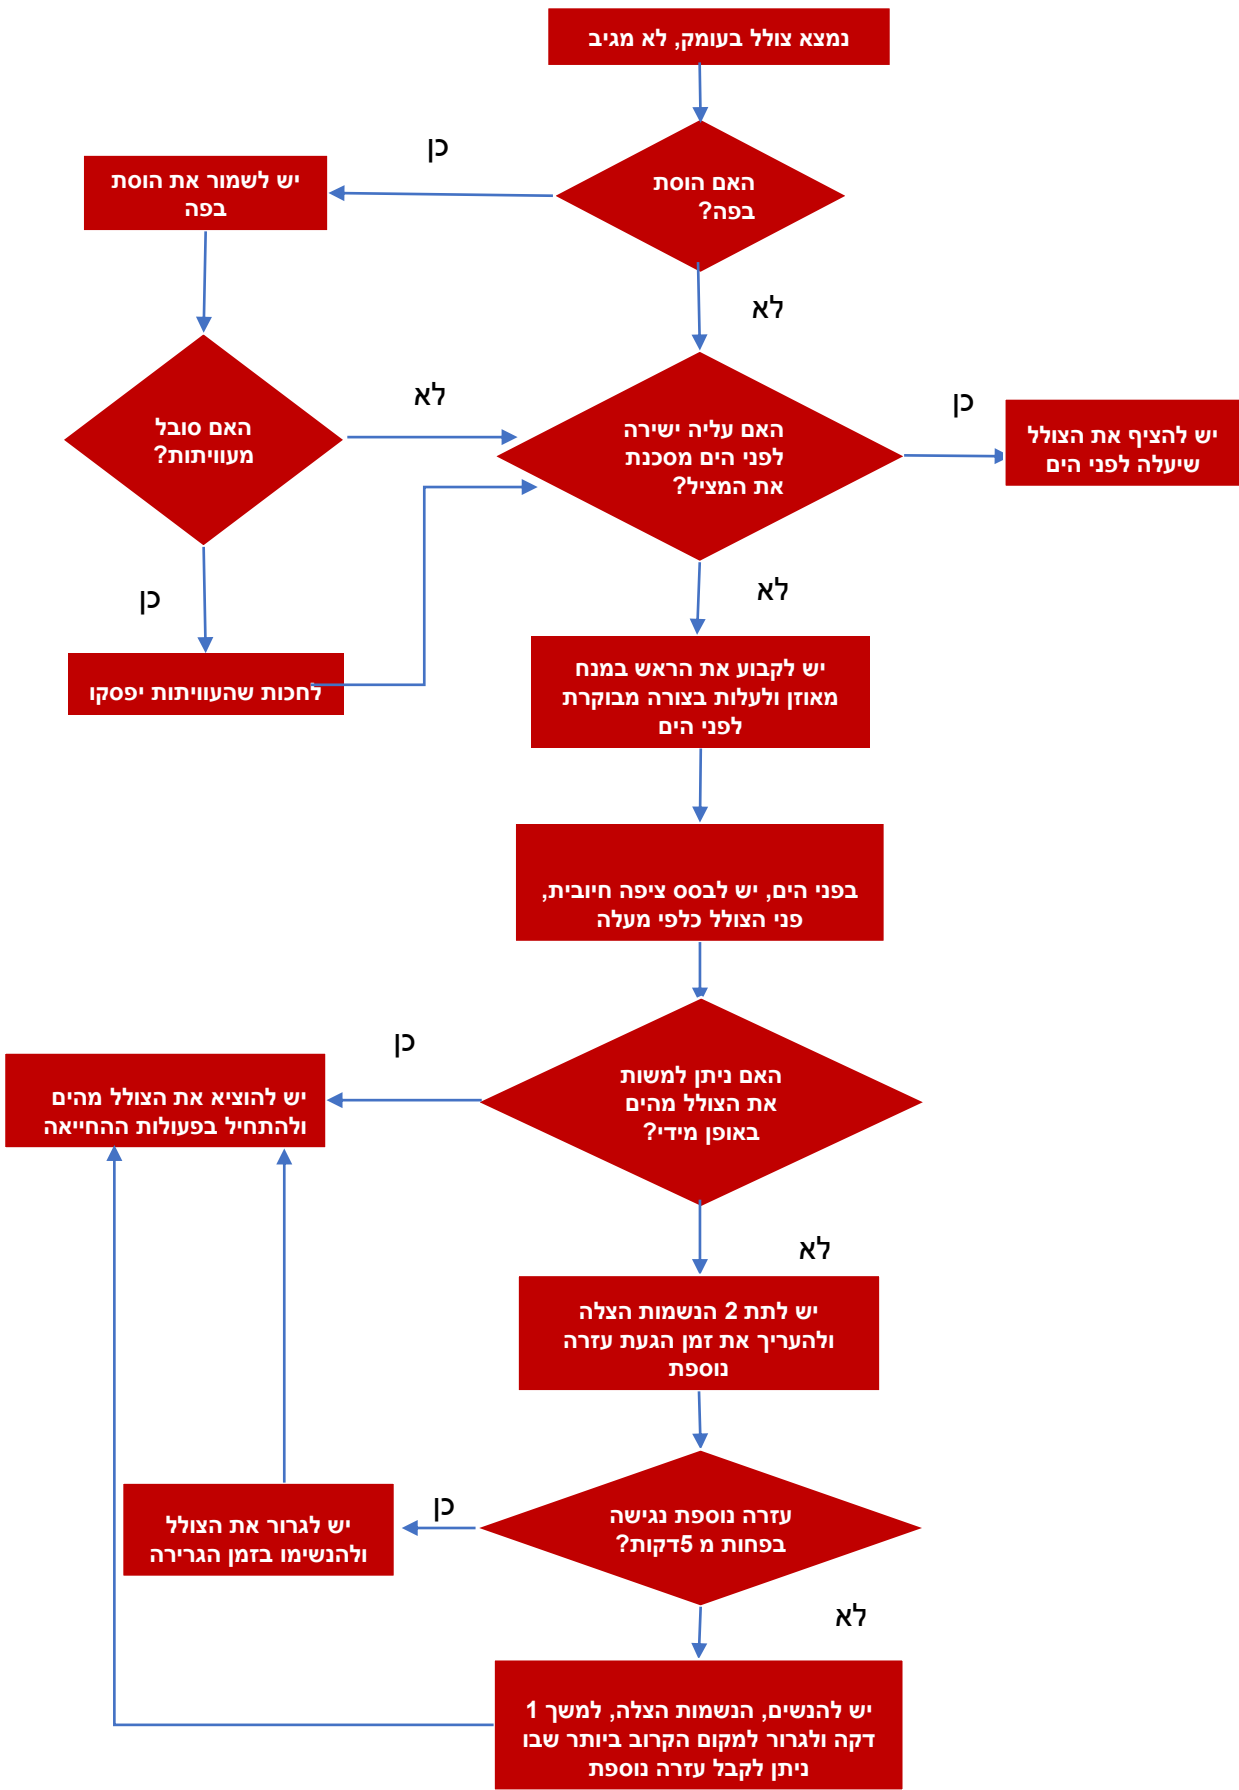 נמצא צולל בעומק, לא מגיב
האם הוסת
בפה?
כן
יש לשמור את הוסת
בפה
לא
האם סובל
מעוויתות?
לא
כן
לחכות שהעוויתות יפסקו
האם עליה ישירה
לפני הים מסכנת
את המציל?
כן
יש להציף את הצולל
שיעלה לפני הים
לא
יש לקבוע את הראש במנח
מאוזן ולעלות בצורה מבוקרת
לפני הים
בפני הים, יש לבסס ציפה חיובית,
פני הצולל כלפי מעלה
האם ניתן למשות
את הצולל מהים
באופן מידי?
כן
יש להוציא את הצולל מהים
ולהתחיל בפעולות ההחייאה
לא
יש לתת 2 הנשמות הצלה
ולהעריך את זמן הגעת עזרה
נוספת
עזרה נוספת נגישה
בפחות מ 5דקות?
כן
יש לגרור את הצולל
ולהנשימו בזמן הגרירה
לא
יש להנשים, הנשמות הצלה, למשך 1
דקה ולגרור למקום הקרוב ביותר שבו
ניתן לקבל עזרה נוספת